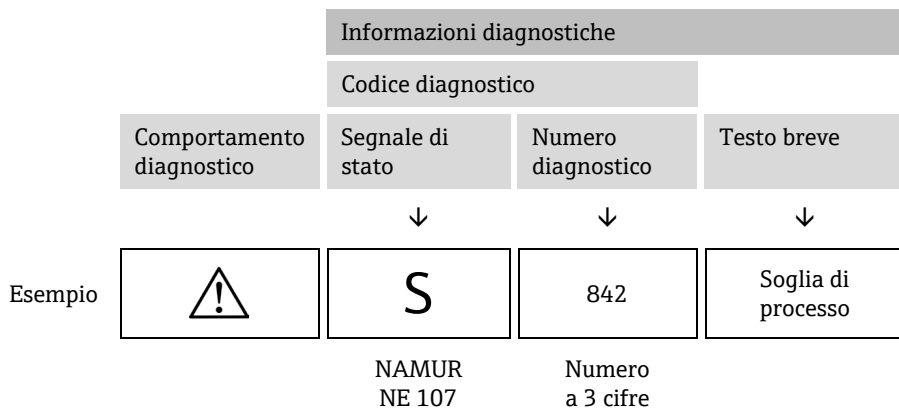 Informazioni diagnostiche
Codice diagnostico
Comportamento
diagnostico
Segnale di
stato
Numero
diagnostico
Testo breve
Esempio
S
842
Soglia di
processo
NAMUR
NE 107
Numero
a 3 cifre